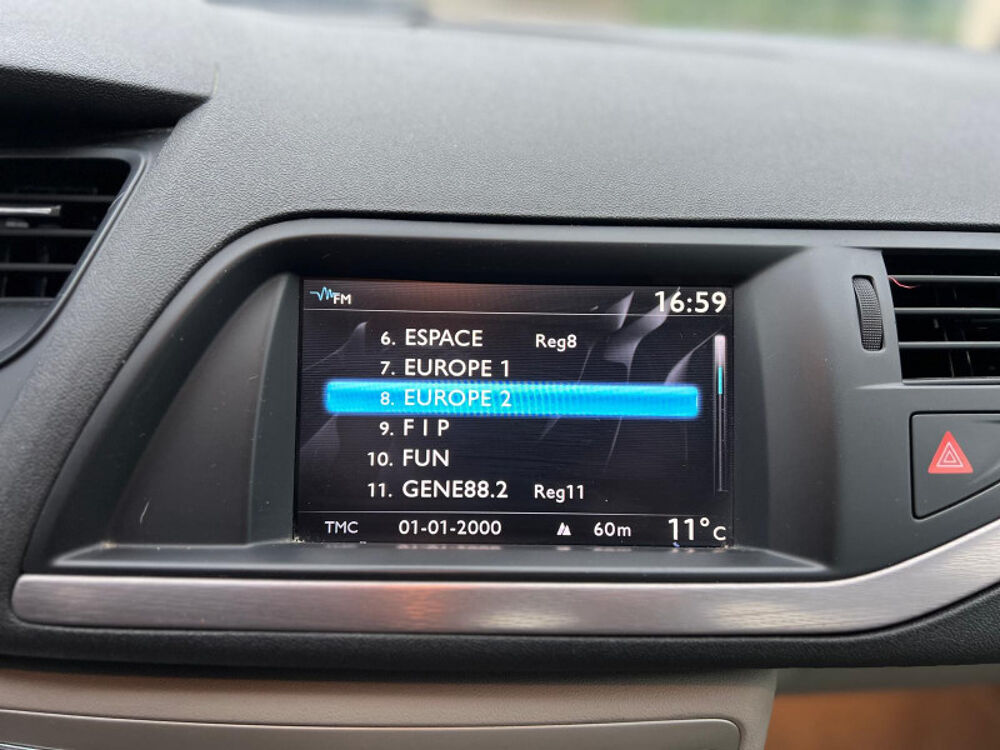 FM 16:59
6. ESPACE Reg8
7. EUROPE 1
8. EUROPE 2
9. F I P
10. FUN
11. GENE88.2 Reg11
TMC 01-01-2000 60m 11°C